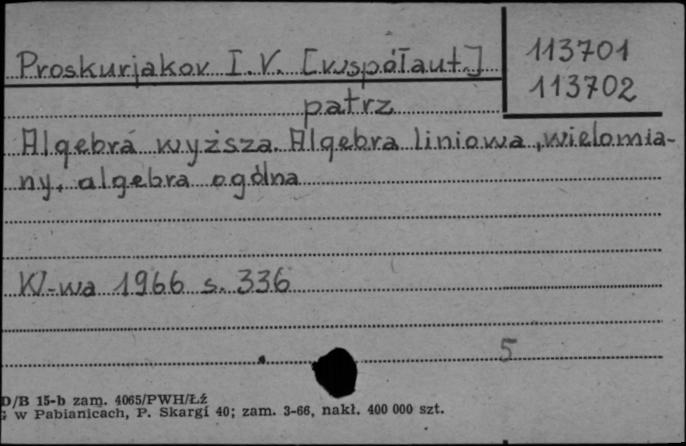 Proskurjakov I.V. [współaut.]
113701
113702
patrz
Algebra wyższa. Algebra liniowa, wielomia-
ny, algebra ogólna
W-wa 1966 s. 336
5
D/B 15-b zam. 4065/PWH/Łź
w Pabianicach, P. Skargi 40; zam. 3-66, nakł. 400 000 szt.